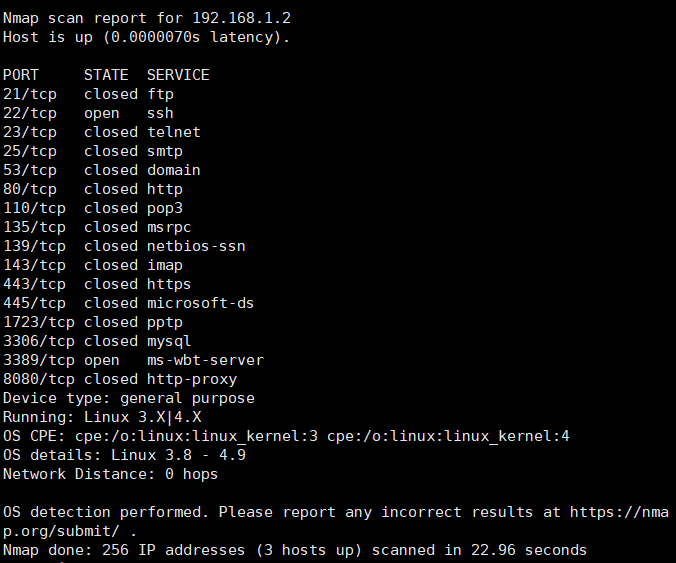 Nmap scan report for 192.168.1.2
Host is up (0.0000070s latency).

PORT     STATE  SERVICE
21/tcp   closed ftp
22/tcp   open   ssh
23/tcp   closed telnet
25/tcp   closed smtp
53/tcp   closed domain
80/tcp   closed http
110/tcp  closed pop3
135/tcp  closed msrpc
139/tcp  closed netbios-ssn
143/tcp  closed imap
443/tcp  closed https
445/tcp  closed microsoft-ds
1723/tcp closed pptp
3306/tcp closed mysql
3389/tcp open   ms-wbt-server
8080/tcp closed http-proxy
Device type: general purpose
Running: Linux 3.X|4.X
OS CPE: cpe:/o:linux:linux_kernel:3 cpe:/o:linux:linux_kernel:4
OS details: Linux 3.8 - 4.9
Network Distance: 0 hops

OS detection performed. Please report any incorrect results at https://nma
p.org/submit/ .
Nmap done: 256 IP addresses (3 hosts up) scanned in 22.96 seconds